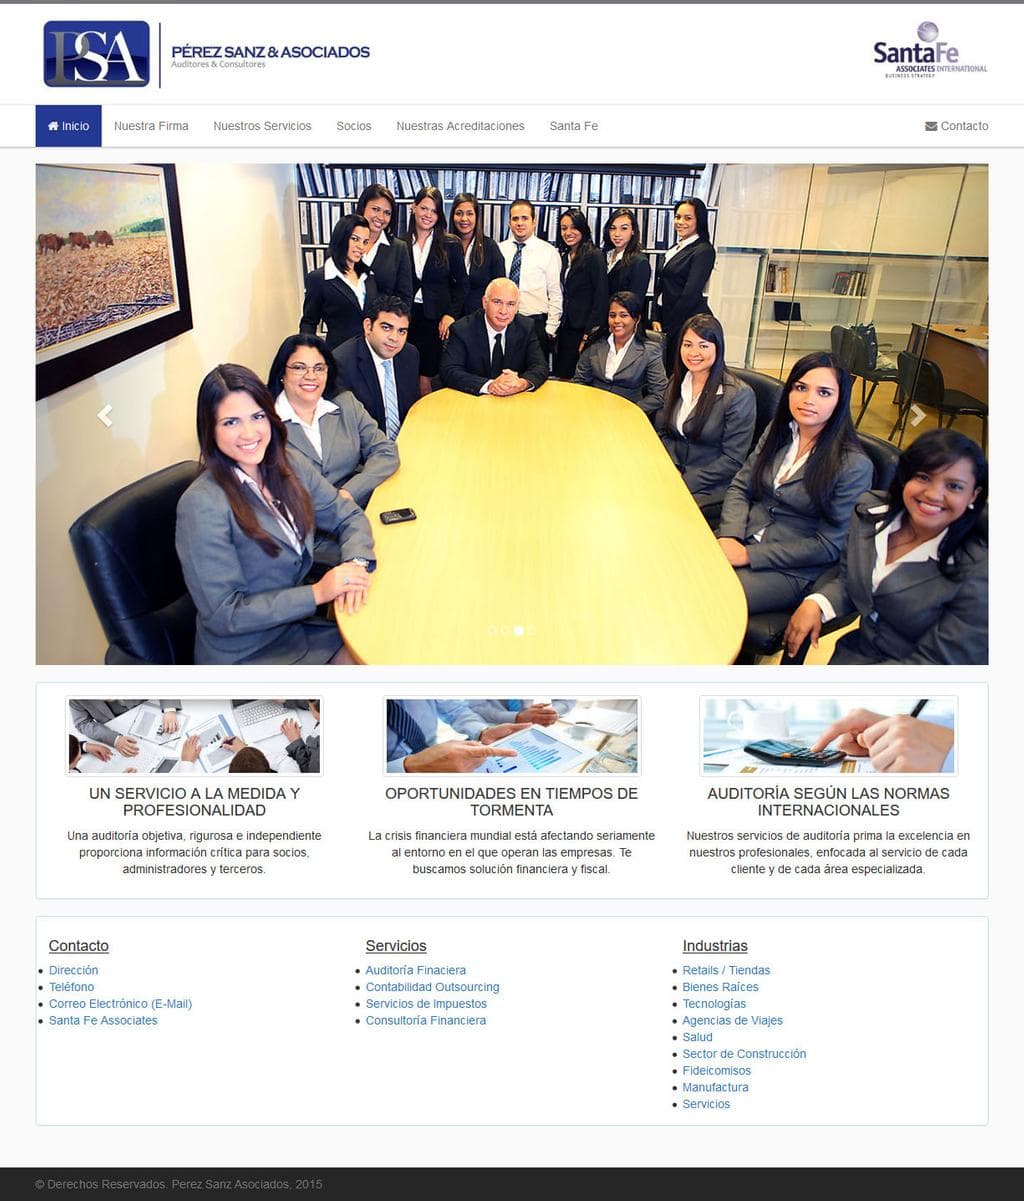 PSA
PÉREZ SANZ & ASOCIADOS
Auditores & Consultores
SantaFe
ASSOCIATES INTERNATIONAL
BUSINESS STRATEGY
Inicio
Nuestra Firma
Nuestros Servicios
Socios
Nuestras Acreditaciones
Santa Fe
Contacto
UN SERVICIO A LA MEDIDA Y
PROFESIONALIDAD
Una auditoría objetiva, rigurosa e independiente
proporciona información crítica para socios,
administradores y terceros.
OPORTUNIDADES EN TIEMPOS DE
TORMENTA
La crisis financiera mundial está afectando seriamente
al entorno en el que operan las empresas. Te
buscamos solución financiera y fiscal.
AUDITORÍA SEGÚN LAS NORMAS
INTERNACIONALES
Nuestros servicios de auditoría prima la excelencia en
nuestros profesionales, enfocada al servicio de cada
cliente y de cada área especializada.
Contacto
Dirección
Teléfono
Correo Electrónico (E-Mail)
Santa Fe Associates
Servicios
Auditoría Finaciera
Contabilidad Outsourcing
Servicios de Impuestos
Consultoría Financiera
Industrias
Retails / Tiendas
Bienes Raíces
Tecnologías
Agencias de Viajes
Salud
Sector de Construcción
Fideicomisos
Manufactura
Servicios
© Derechos Reservados. Perez Sanz Asociados, 2015